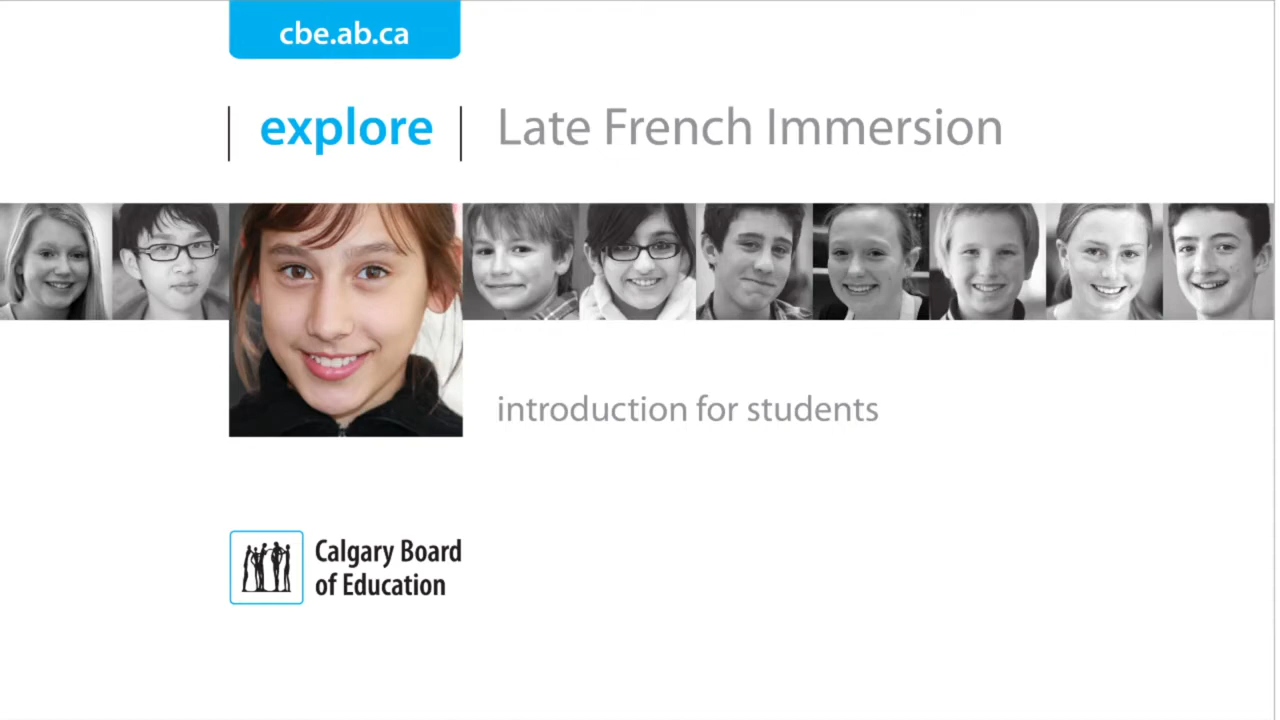 cbe.ab.ca
explore
Late French Immersion
introduction for students
Calgary Board
of Education